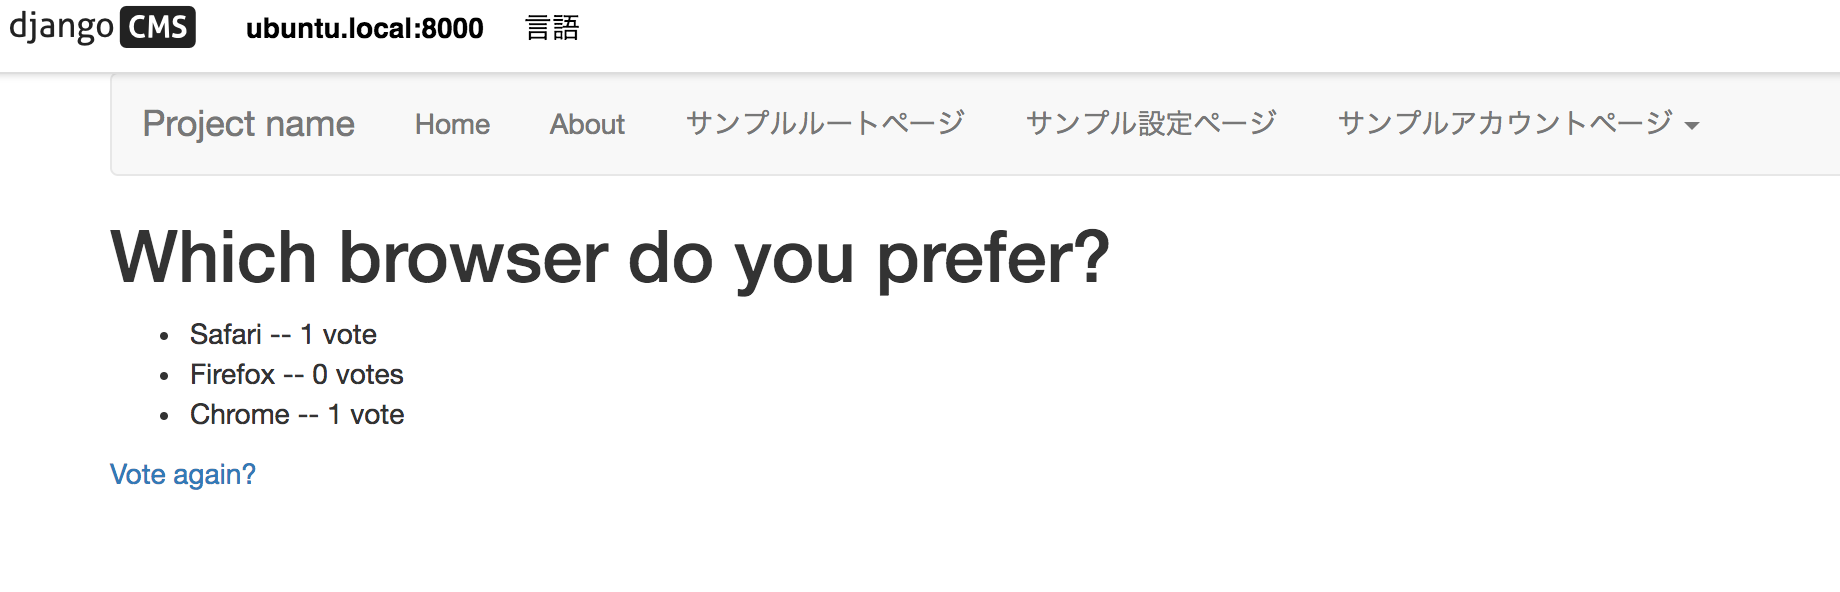 django CMS ubuntu.local:8000 言語
Project name Home About サンプルルートページ サンプル設定ページ サンプルアカウントページ
Which browser do you prefer?
Safari -- 1 vote
Firefox -- 0 votes
Chrome -- 1 vote
Vote again?